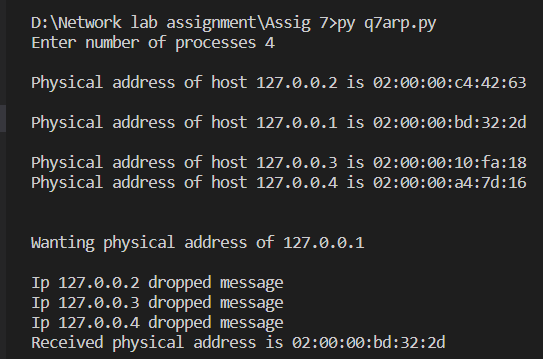 D:\Network lab assignment\Assig 7>py q7arp.py
Enter number of processes 4
Physical address of host 127.0.0.2 is 02:00:00:c4:42:63
Physical address of host 127.0.0.1 is 02:00:00:bd:32:2d
Physical address of host 127.0.0.3 is 02:00:00:10:fa:18
Physical address of host 127.0.0.4 is 02:00:00:a4:7d:16
Wanting physical address of 127.0.0.1
Ip 127.0.0.2 dropped message
Ip 127.0.0.3 dropped message
Ip 127.0.0.4 dropped message
Received physical address is 02:00:00:bd:32:2d